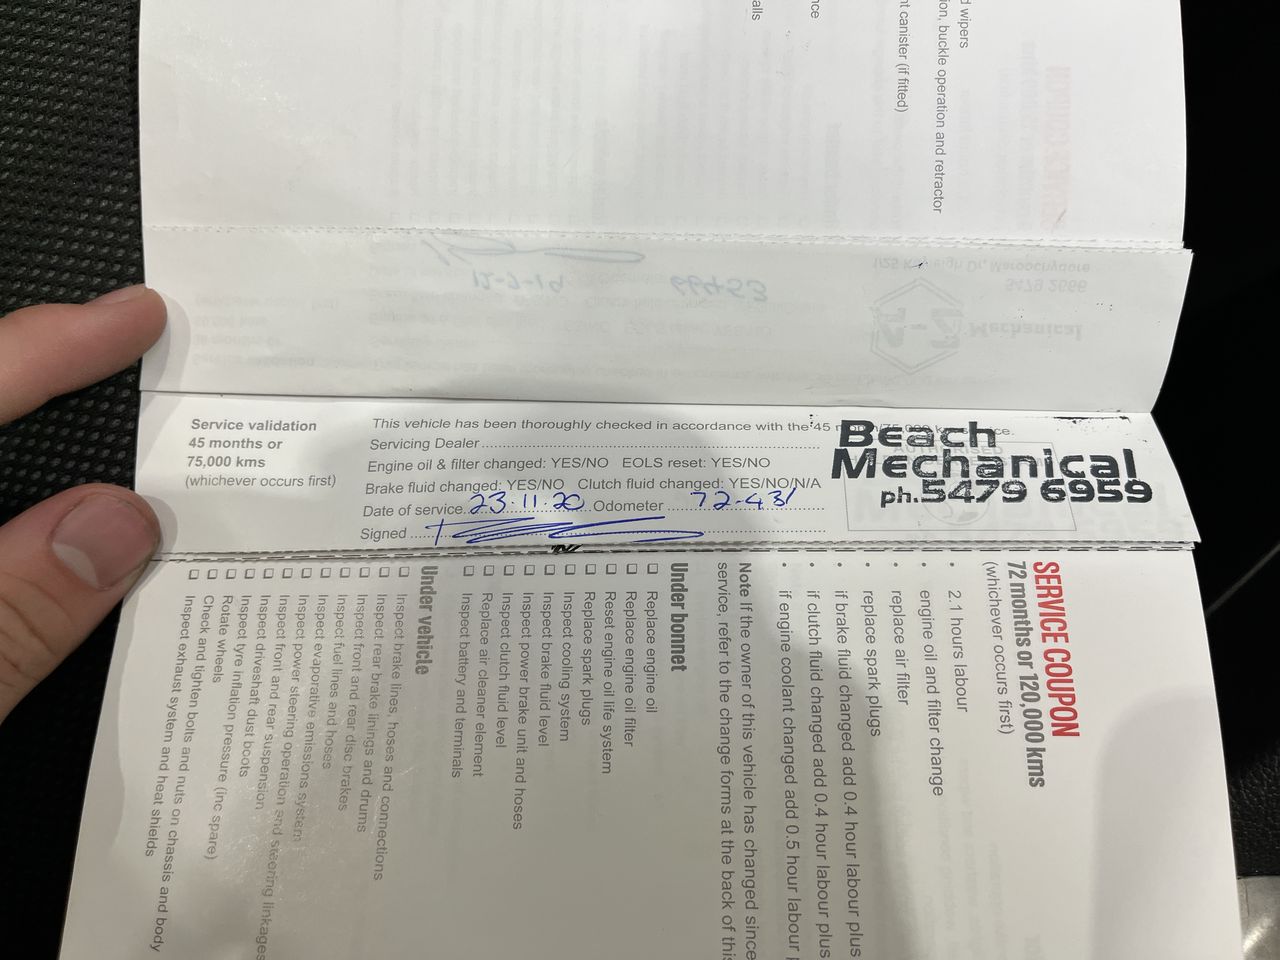 d wipers
ion, buckle operation and retractor
nt canister (if fitted)
nce
alls
Service validation
45 months or
75,000 kms
(whichever occurs first)
This vehicle has been thoroughly checked in accordance with the 45 month/75,000 km service.
Servicing Dealer
Engine oil & filter changed: YES/NO EOLS reset: YES/NO
Brake fluid changed: YES/NO Clutch fluid changed: YES/NO/N/A
Date of service 23.11.20 Odometer 72-431
Signed
Beach
Mechanical
ph.5479 6959
SERVICE COUPON
72 months or 120,000 kms
(whichever occurs first)
• 2.1 hours labour
• engine oil and filter change
• replace air filter
• replace spark plugs
• if brake fluid changed add 0.4 hour labour plus
• if clutch fluid changed add 0.4 hour labour plus
• if engine coolant changed add 0.5 hour labour
Note If the owner of this vehicle has changed since
service, refer to the change forms at the back of this
Under bonnet
Replace engine oil
Replace engine oil filter
Reset engine oil life system
Replace spark plugs
Inspect cooling system
Inspect brake fluid level
Inspect power brake unit and hoses
Inspect clutch fluid level
Replace air cleaner element
Inspect battery and terminals
Under vehicle
Inspect brake lines, hoses and connections
Inspect rear brake linings and drums
Inspect front and rear disc brakes
Inspect fuel lines and hoses
Inspect evaporative emissions system
Inspect power steering operation and steering linkages
Inspect front and rear suspension
Inspect driveshaft dust boots
Inspect tyre inflation pressure (inc spare)
Rotate wheels
Check and tighten bolts and nuts on chassis and body
Inspect exhaust system and heat shields